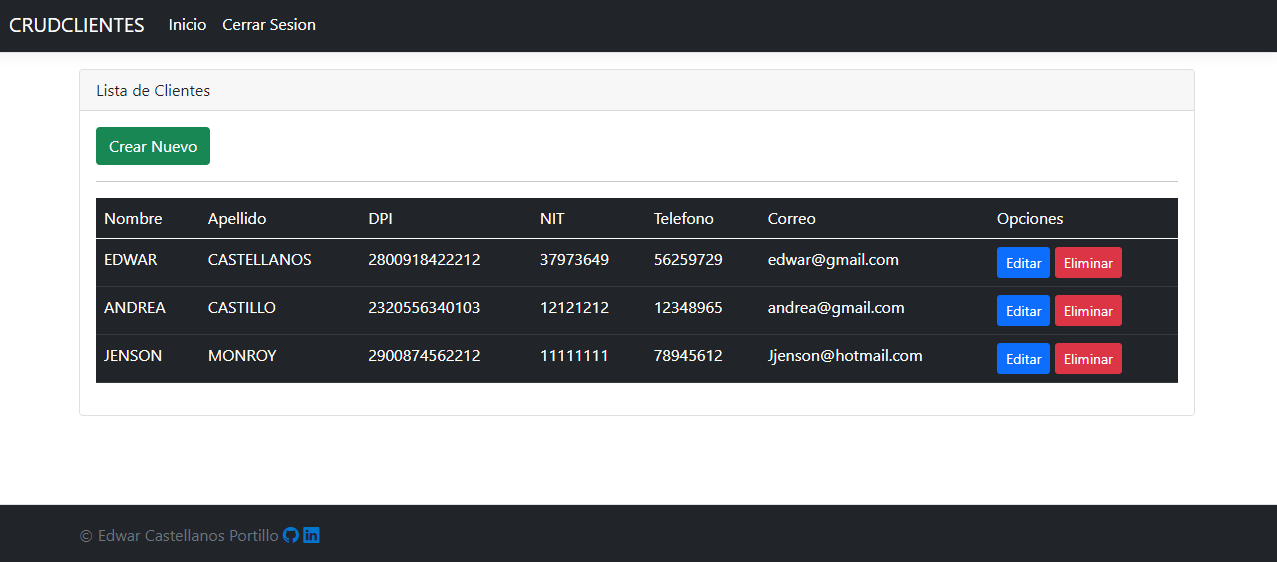 CRUDCLIENTES Inicio Cerrar Sesion
Lista de Clientes
Crear Nuevo
Nombre Apellido DPI NIT Telefono Correo Opciones
EDWAR CASTELLANOS 2800918422212 37973649 56259729 edwar@gmail.com Editar Eliminar
ANDREA CASTILLO 2320556340103 12121212 12348965 andrea@gmail.com Editar Eliminar
JENSON MONROY 2900874562212 11111111 78945612 Jjenson@hotmail.com Editar Eliminar
© Edwar Castellanos Portillo in